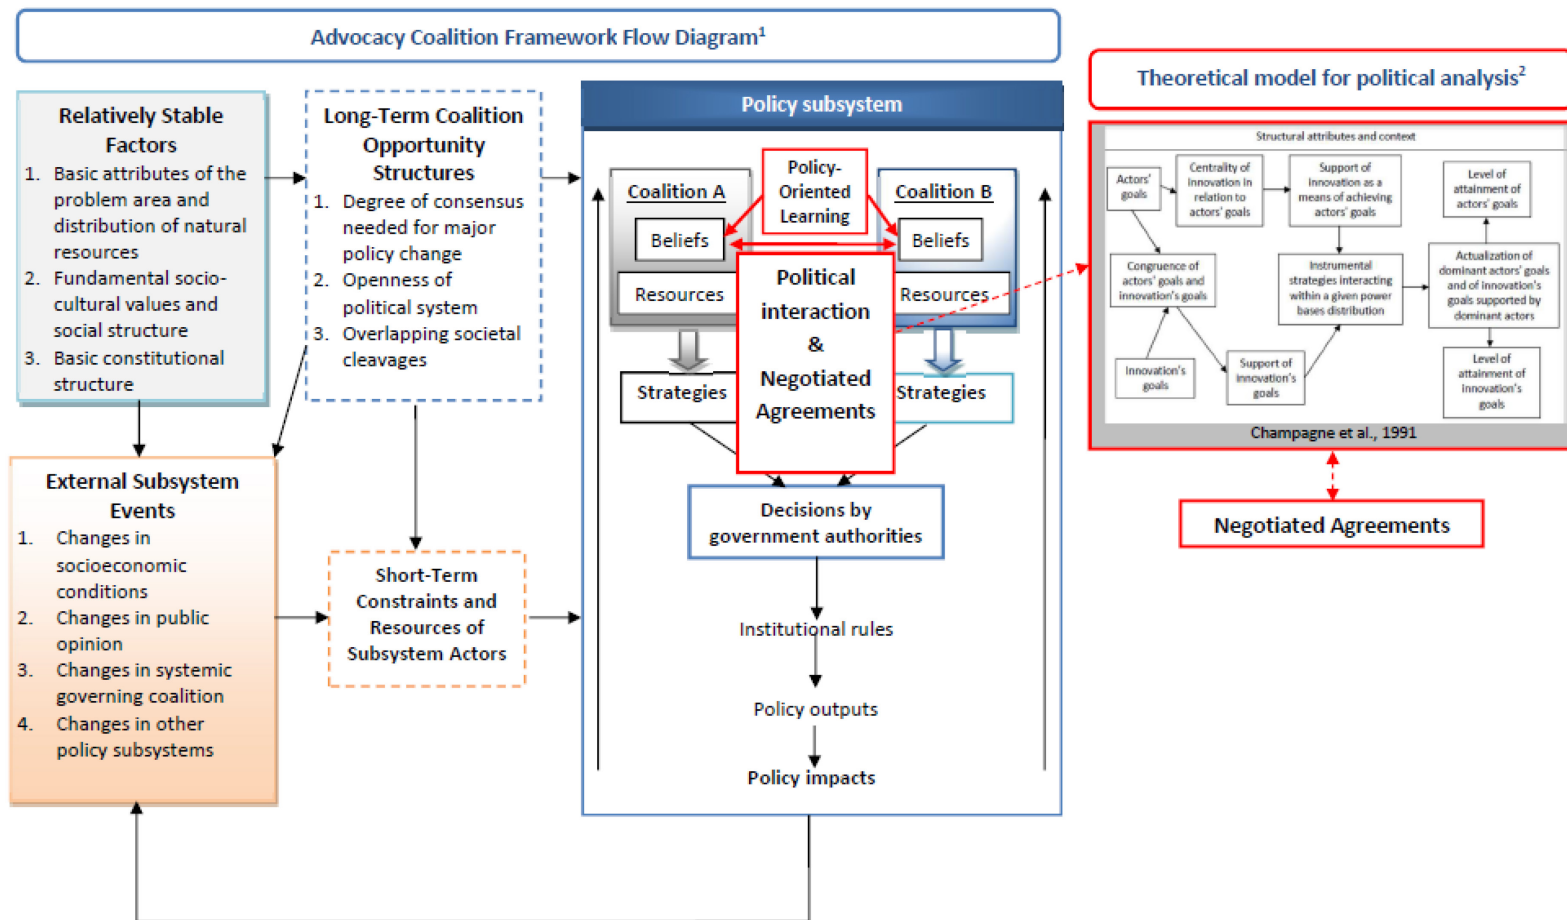 Advocacy Coalition Framework Flow Diagram¹
Theoretical model for political analysis²
Relatively Stable
Factors
1. Basic attributes of the
problem area and
distribution of natural
resources
2. Fundamental socio-
cultural values and
social structure
3. Basic constitutional
structure
Long-Term Coalition
Opportunity
Structures
1. Degree of consensus
needed for major
policy change
2. Openness of
political system
3. Overlapping societal
cleavages
External Subsystem
Events
1. Changes in
socioeconomic
conditions
2. Changes in public
opinion
3. Changes in systemic
governing coalition
4. Changes in other
policy subsystems
Short-Term
Constraints and
Resources of
Subsystem Actors
Policy subsystem
Coalition A
Beliefs
Resources
Strategies
Policy-
Oriented
Learning
Coalition B
Beliefs
Resources
Strategies
Political
interaction
&
Negotiated
Agreements
Decisions by
government authorities
Institutional rules
Policy outputs
Policy impacts
Structural attributes and context
Actors'
goals
Centrality of
innovation in
relation to
actors' goals
Support of
innovation as a
means of achieving
actors' goals
Level of
attainment of
actors' goals
Congruence of
actors' goals and
innovation's goals
Instrumental
strategies interacting
within a given power
bases distribution
Actualization of
dominant actors' goals
and of innovation's
goals supported by
dominant actors
Innovation's
goals
Support of
innovation's
goals
Level of
attainment of
innovation's
goals
Champagne et al., 1991
Negotiated Agreements